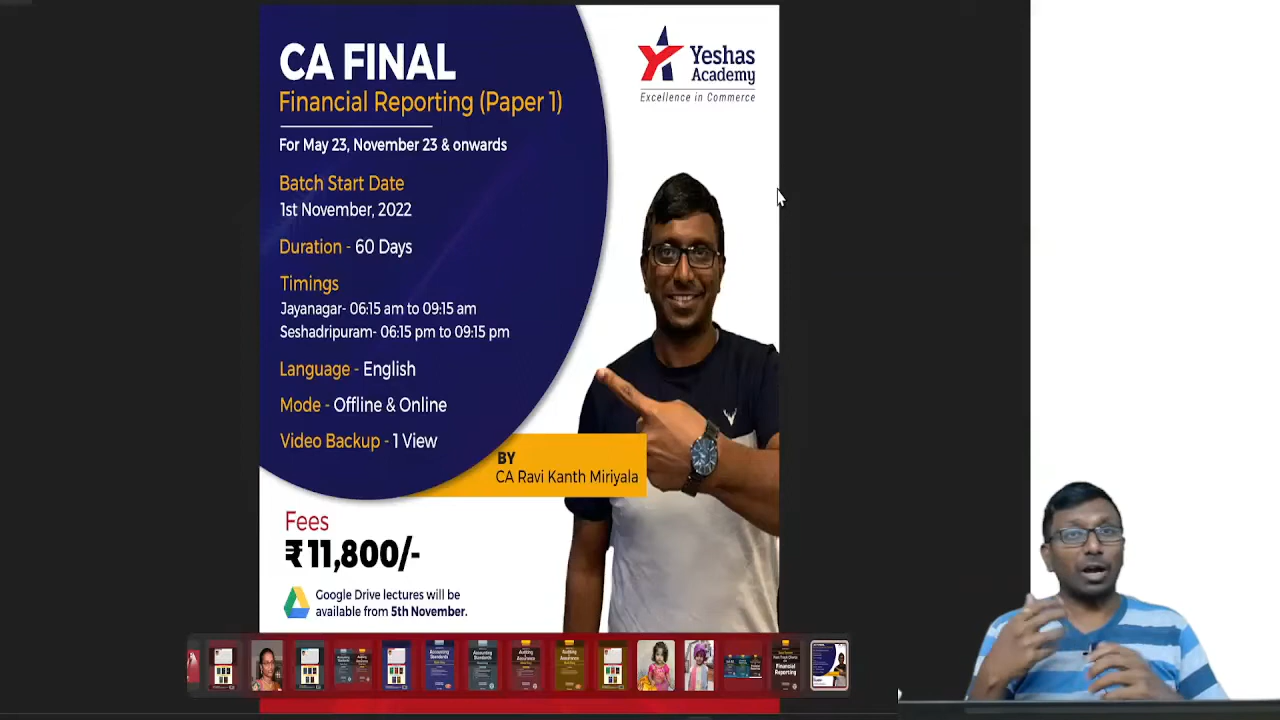 CA FINAL
Financial Reporting (Paper 1)
For May 23, November 23 & onwards
Batch Start Date
1st November, 2022
Duration - 60 Days
Timings
Jayanagar- 06:15 am to 09:15 am
Seshadripuram- 06:15 pm to 09:15 pm
Language - English
Mode - Offline & Online
Video Backup - 1 View
Yeshas
Academy
Excellence in Commerce
BY
CA Ravi Kanth Miriyala
Fees
₹ 11,800/-
Google Drive lectures will be
available from 5th November.